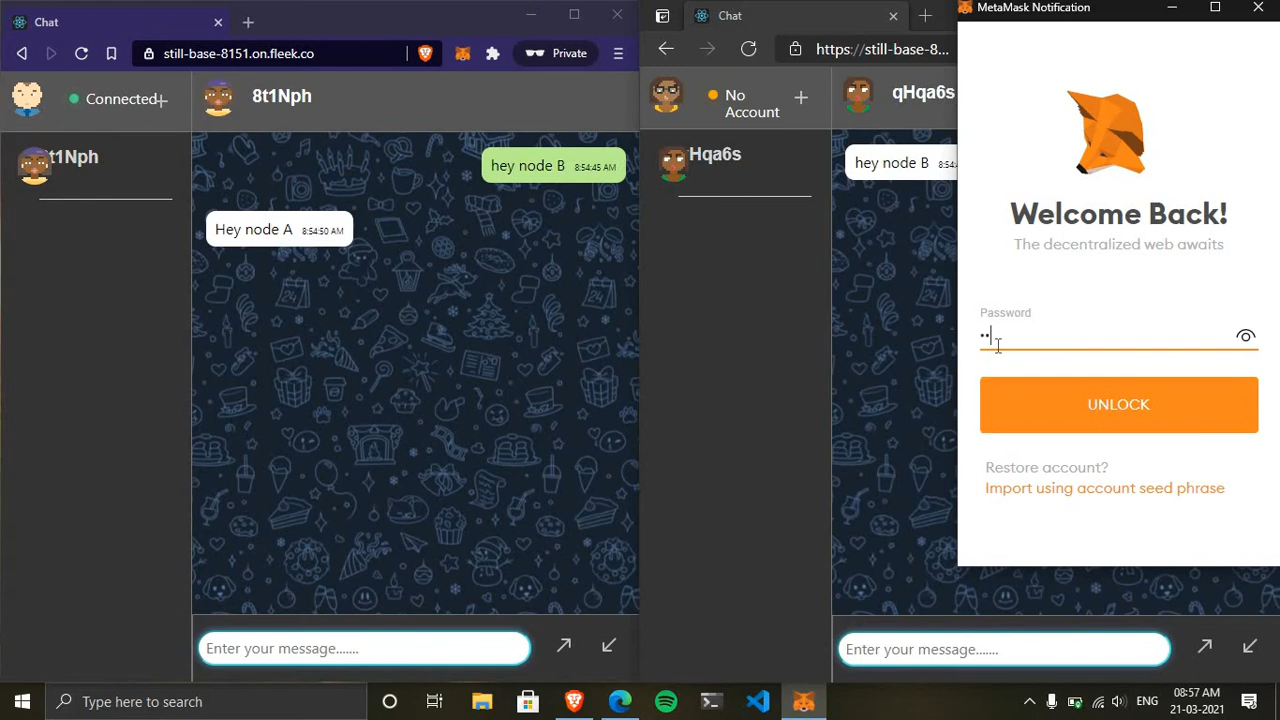 Chat
still-base-8151.on.fleek.co
Private
Connected
8t1Nph
t1Nph
hey node B 8:54:45 AM
Hey node A 8:54:50 AM
Enter your message.......
Chat
https://still-base-8...
No
Account
qHqa6s
Hqa6s
hey node B 8:54:
Enter your message.......
MetaMask Notification
Welcome Back!
The decentralized web awaits
Password
UNLOCK
Restore account?
Import using account seed phrase
Type here to search
ENG
08:57 AM
21-03-2021